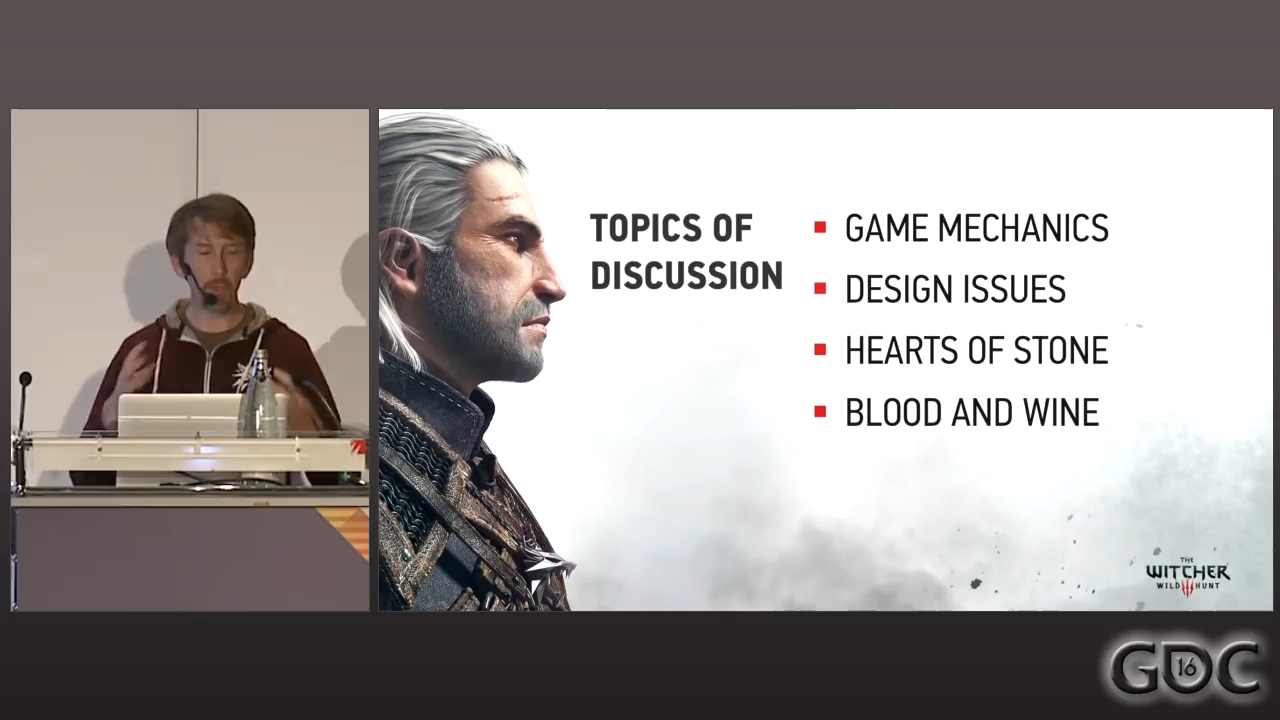 TOPICS OF
DISCUSSION
GAME MECHANICS
DESIGN ISSUES
HEARTS OF STONE
BLOOD AND WINE
THE
WITCHER
WILD HUNT
GDC
16